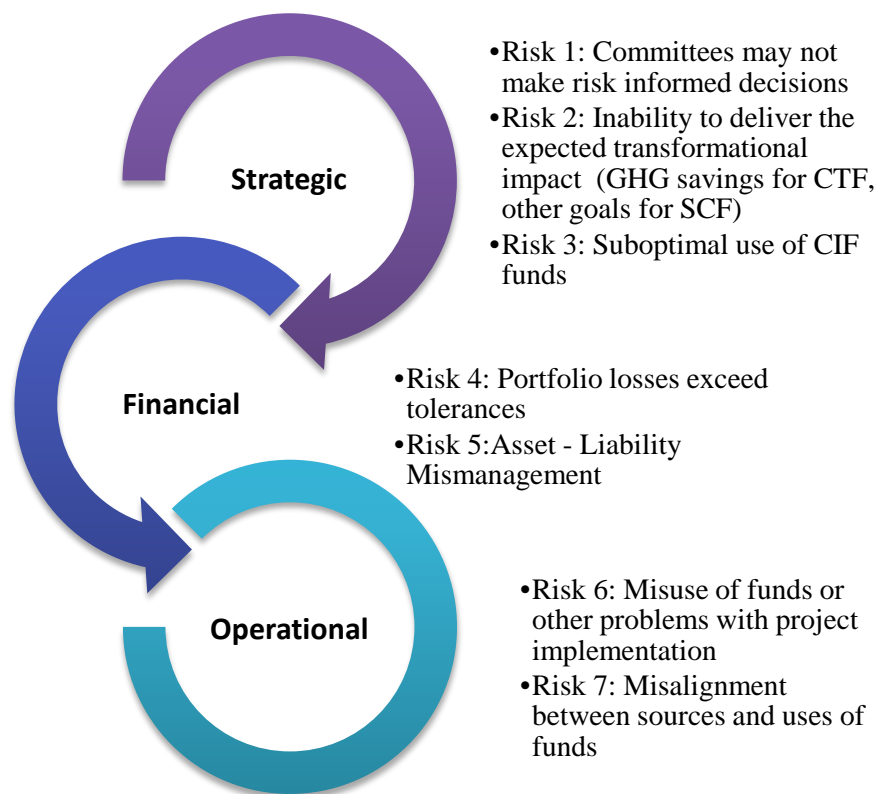 Strategic
•Risk 1: Committees may not
make risk informed decisions
•Risk 2: Inability to deliver the
expected transformational
impact  (GHG savings for CTF,
other goals for SCF)
•Risk 3: Suboptimal use of CIF
funds
Financial
•Risk 4: Portfolio losses exceed
tolerances
•Risk 5:Asset - Liability
Mismanagement
Operational
•Risk 6: Misuse of funds or
other problems with project
implementation
•Risk 7: Misalignment
between sources and uses of
funds